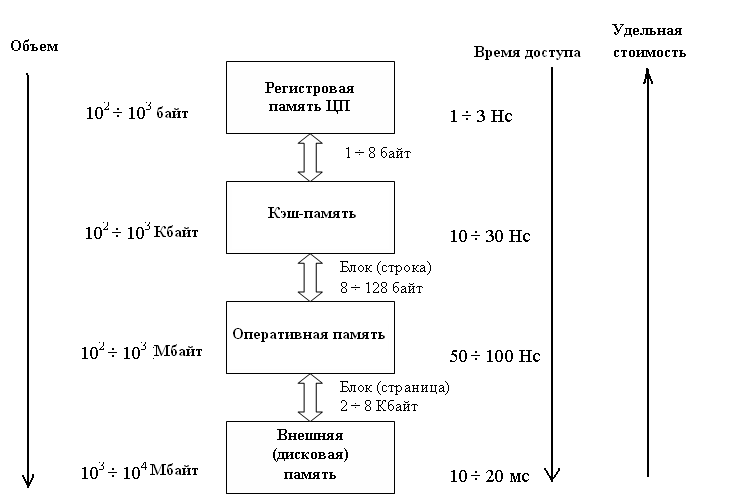 Удельная
стоимость
Объем
Время доступа
Регистровая
память ЦП
10² ÷ 10³ байт
1 ÷ 3 Нс
1 ÷ 8 байт
Кэш-память
10² ÷ 10³ Кбайт
10 ÷ 30 Нс
Блок (строка)
8 ÷ 128 байт
Оперативная память
10² ÷ 10³ Мбайт
50 ÷ 100 Нс
Блок (страница)
2 ÷ 8 Кбайт
Внешняя
(дисковая)
память
10³ ÷ 10⁴ Мбайт
10 ÷ 20 мс